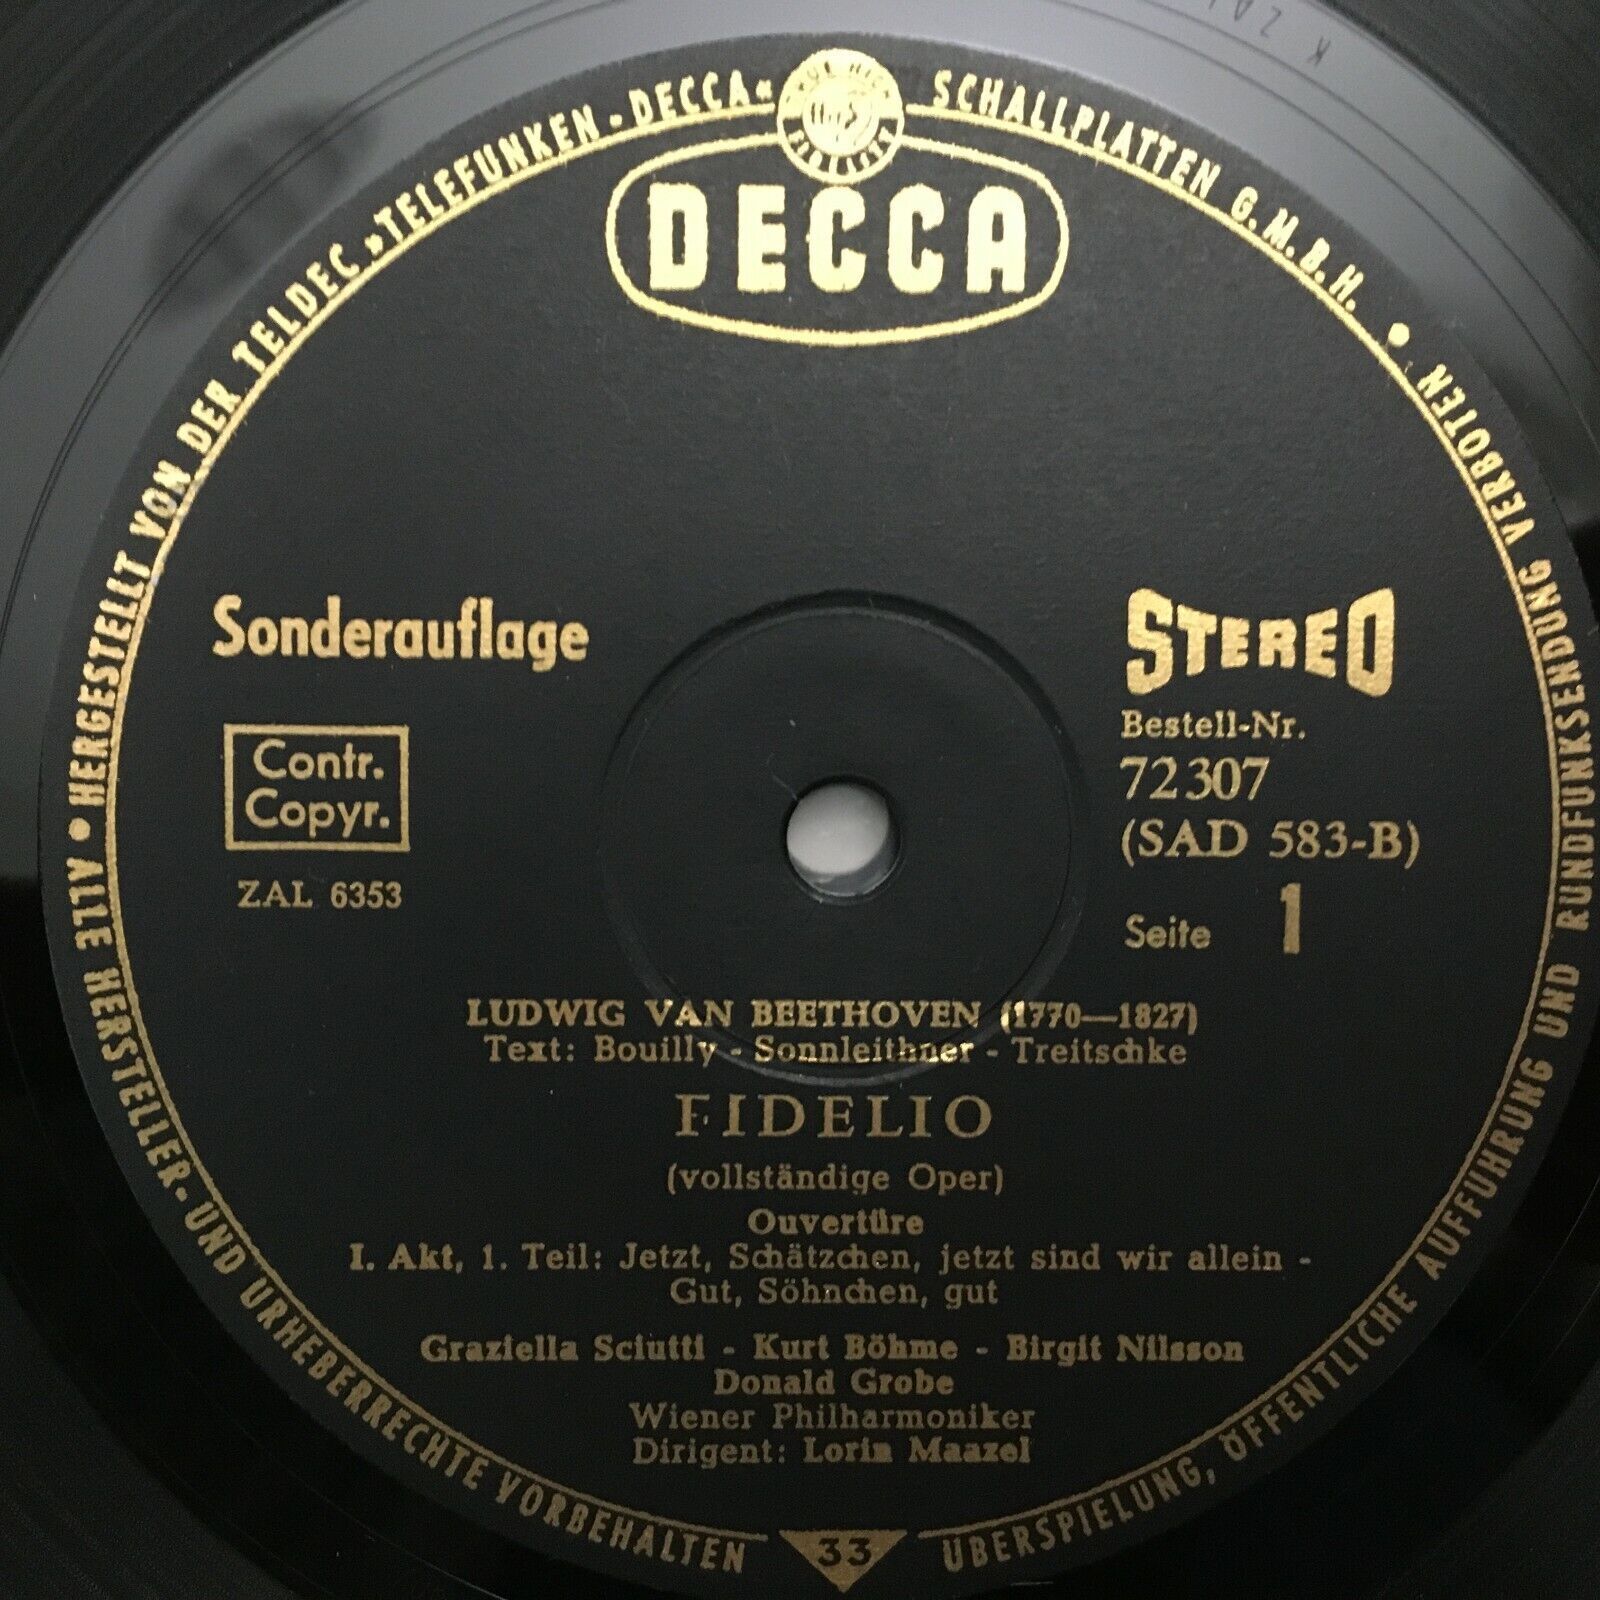 HERGESTELLT VON DER TELDEC »TELEFUNKEN-DECCA« SCHALLPLATTEN G.M.B.H. •
ÜBERSPIELUNG, ÖFFENTLICHE AUFFÜHRUNG UND RUNDFUNKSENDUNG VERBOTEN
ALLE HERSTELLER- UND URHEBERRECHTE VORBEHALTEN •
DECCA
Sonderauflage
STEREO
Contr.
Copyr.
ZAL 6353
Bestell-Nr.
72307
(SAD 583-B)
Seite 1
LUDWIG VAN BEETHOVEN (1770—1827)
Text: Bouilly - Sonnleithner - Treitschke
FIDELIO
(vollständige Oper)
Ouvertüre
I. Akt, 1. Teil: Jetzt, Schätzchen, jetzt sind wir allein -
Gut, Söhnchen, gut
Graziella Sciutti - Kurt Böhme - Birgit Nilsson
Donald Grobe
Wiener Philharmoniker
Dirigent: Lorin Maazel
33